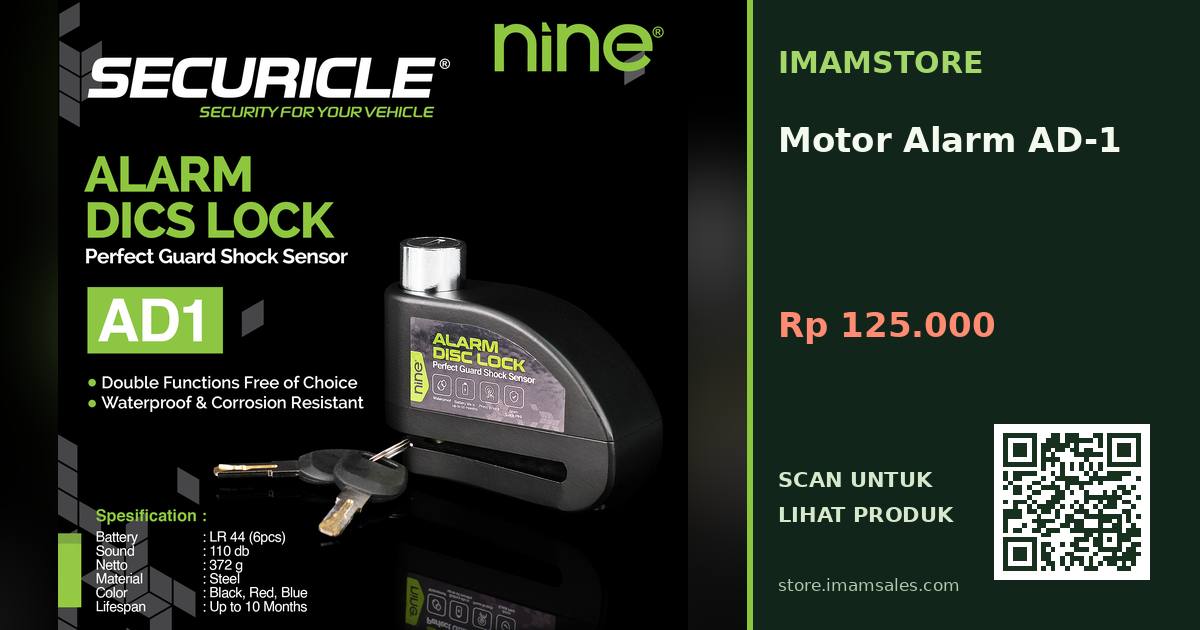 SECURICLE®
SECURITY FOR YOUR VEHICLE
nine®
ALARM
DICS LOCK
Perfect Guard Shock Sensor
AD1
Double Functions Free of Choice
Waterproof & Corrosion Resistant
Spesification :
Battery : LR 44 (6pcs)
Sound : 110 db
Netto : 372 g
Material : Steel
Color : Black, Red, Blue
Lifespan : Up to 10 Months
nine
ALARM
DISC LOCK
Perfect Guard Shock Sensor
IMAMSTORE
Motor Alarm AD-1
Rp 125.000
SCAN UNTUK
LIHAT PRODUK
store.imamsales.com